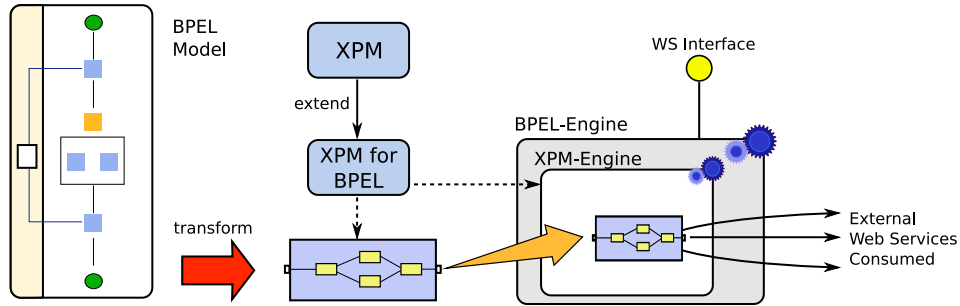 BPEL
Model
XPM
extend
XPM for
BPEL
transform
WS Interface
BPEL-Engine
XPM-Engine
External
Web Services
Consumed